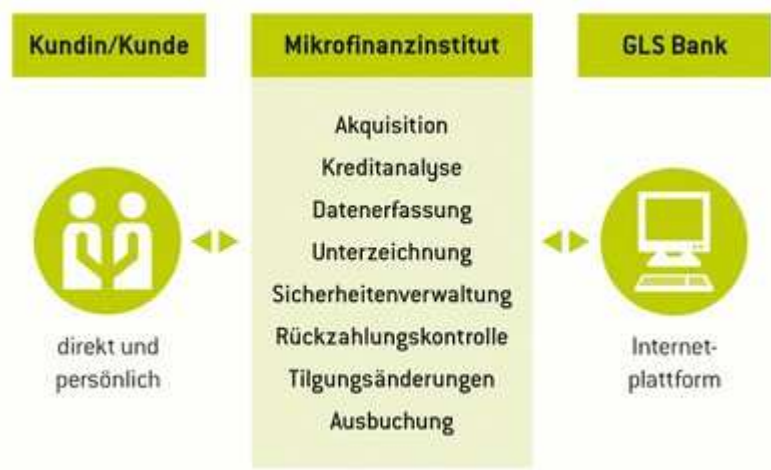 Kundin/Kunde
Mikrofinanzinstitut
GLS Bank
Akquisition
Kreditanalyse
Datenerfassung
Unterzeichnung
Sicherheitenverwaltung
Rückzahlungskontrolle
Tilgungsänderungen
Ausbuchung
direkt und
persönlich
Internet-
plattform